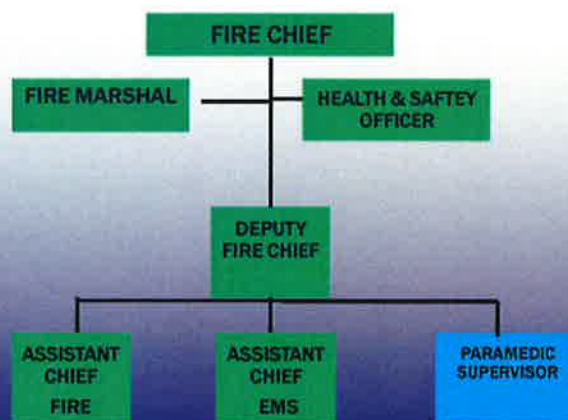 FIRE CHIEF
FIRE MARSHAL
HEALTH & SAFTEY
OFFICER
DEPUTY
FIRE CHIEF
ASSISTANT
CHIEF
FIRE
ASSISTANT
CHIEF
EMS
PARAMEDIC
SUPERVISOR